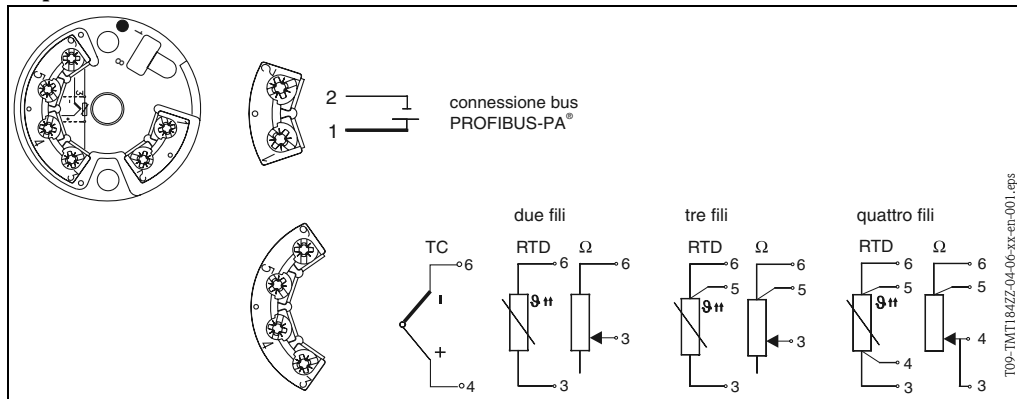 2
1
connessione bus
PROFIBUS-PA®
due fili
tre fili
quattro fili
TC
RTD
Ω
RTD
Ω
RTD
Ω
6
-
+
4
6
ϑ
3
6
3
6
5
ϑ
3
6
5
3
6
5
ϑ
4
3
6
5
4
3
T09-TMT184ZZ-04-06-xx-en-001.eps